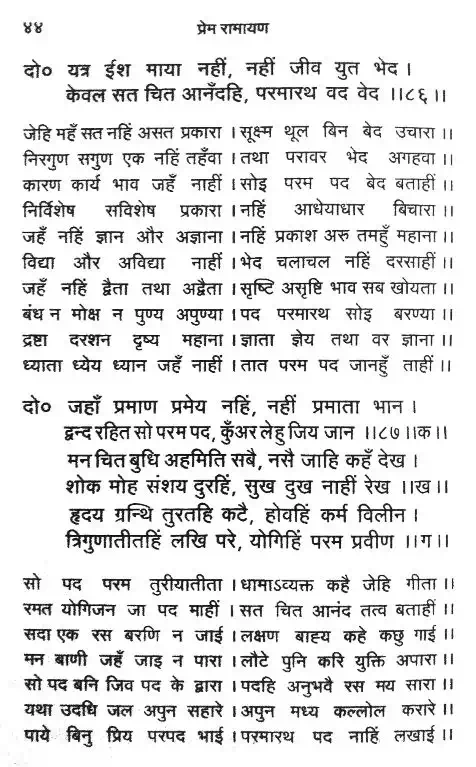 ४४ प्रेम रामायण
दो० यत्र ईश माया नहीं, नहीं जीव युत भेद ।
केवल सत चित आनँदहि, परमारथ वद वेद ।।८६।।
जेहि महँ सत नहिं असत प्रकारा । सूक्ष्म थूल बिन बेद उचारा ।।
निरगुण सगुण एक नहिं तहँवा । तथा परावर भेद अगहवा ।।
कारण कार्य भाव जहँ नाहीं । सोइ परम पद बेद बताहीं ।।
निर्विशेष सविशेष प्रकारा । नहिं आधेयाधार बिचारा ।।
जहँ नहिं ज्ञान और अज्ञाना । नहिं प्रकाश अरु तमहुँ महाना ।।
विद्या और अविद्या नाहीं । भेद चलाचल नहिं दरसाहीं ।।
जहँ नहिं द्वैता तथा अद्वैता । सृष्टि असृष्टि भाव सब खोयता ।।
बंध न मोक्ष न पुण्य अपुण्या । पद परमारथ सोइ बरण्या ।।
द्रष्टा दरशन दृष्य महाना । ज्ञाता ज्ञेय तथा वर ज्ञाना ।।
ध्याता ध्येय ध्यान जहँ नाहीं । तात परम पद जानहुँ ताहीं ।।
दो० जहाँ प्रमाण प्रमेय नहिं, नहीं प्रमाता भान ।
द्वन्द रहित सो परम पद, कुँअर लेहु जिय जान ।।८७।।क।।
मन चित बुधि अहमिति सबै, नसै जाहि कहँ देख ।
शोक मोह संशय दुरहिं, सुख दुख नाहीं रेख ।।ख।।
हृदय ग्रन्थि तुरतहि कटै, होवहिं कर्म विलीन ।
त्रिगुणातीतहिं लखि परे, योगिहिं परम प्रवीण ।।ग।।
सो पद परम तुरीयातीता । धामाऽव्यक्त कहै जेहि गीता ।।
रमत योगिजन जा पद माहीं । सत चित आनंद तत्व बताहीं ।।
सदा एक रस बरणि न जाई । लक्षण बाह्य कहे कछु गाई ।।
मन बाणी जहँ जाइ न पारा । लौटे पुनि करि युक्ति अपारा ।।
सो पद बनि जिव पद के द्वारा । पदहि अनुभवै रस मय सारा ।।
यथा उदधि जल अपुन सहारे । अपुन मध्य कल्लोल करारे ।।
पाये बिनु प्रिय परपद भाई । परमारथ पद नाहिं लखाई ।।